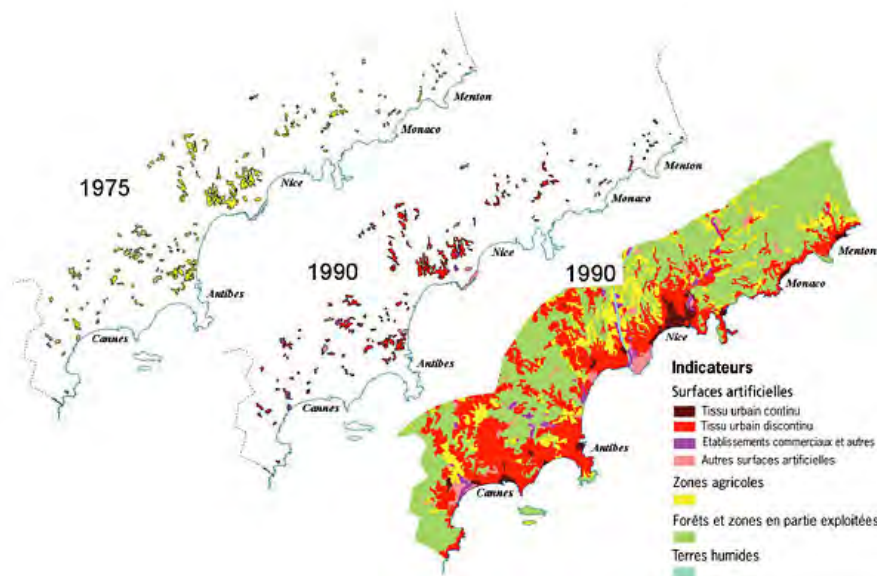 Menton
Monaco
Nice
1975
Antibes
Cannes
Menton
Monaco
Nice
1990
Antibes
Cannes
1990
Menton
Monaco
Nice
Antibes
Cannes
Indicateurs
Surfaces artificielles
Tissu urbain continu
Tissu urbain discontinu
Etablissements commerciaux et autres
Autres surfaces artificielles
Zones agricoles
Forêts et zones en partie exploitées
Terres humides